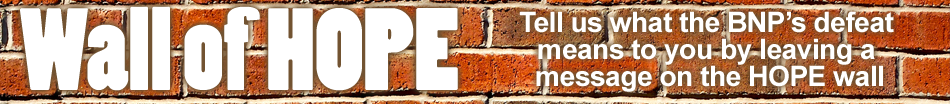 Wall of HOPE
Tell us what the BNP's defeat
means to you by leaving a
message on the HOPE wall